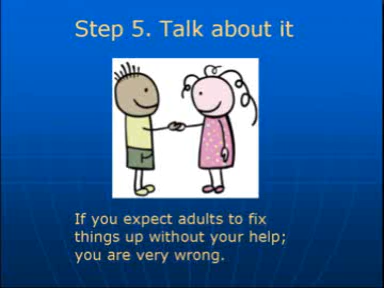 Step 5. Talk about it
If you expect adults to fix
things up without your help;
you are very wrong.